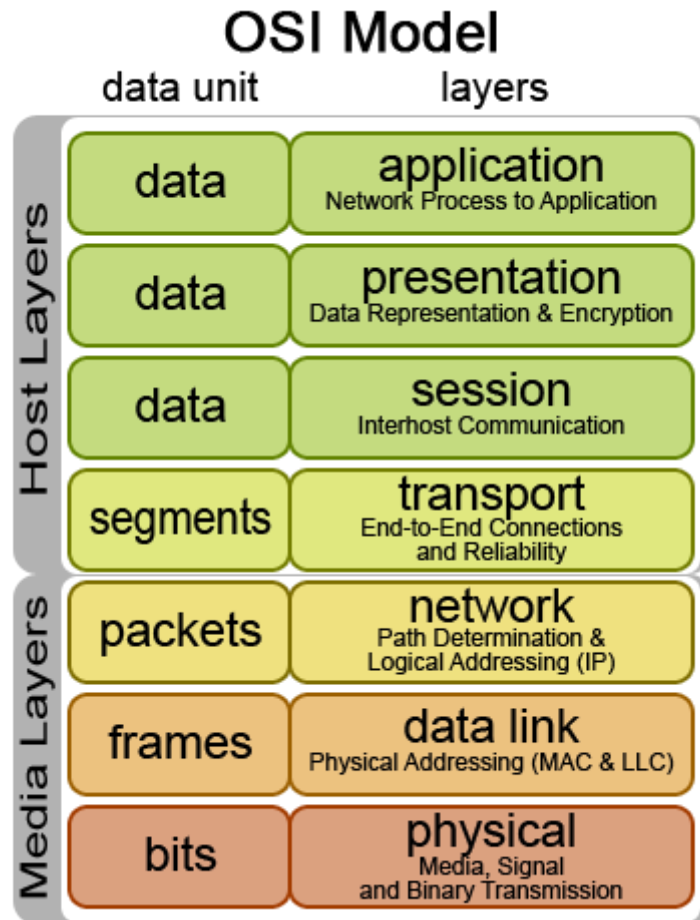 OSI Model
data unit
layers
Host Layers
data
application
Network Process to Application
data
presentation
Data Representation & Encryption
data
session
Interhost Communication
segments
transport
End-to-End Connections
and Reliability
Media Layers
packets
network
Path Determination &
Logical Addressing (IP)
frames
data link
Physical Addressing (MAC & LLC)
bits
physical
Media, Signal
and Binary Transmission